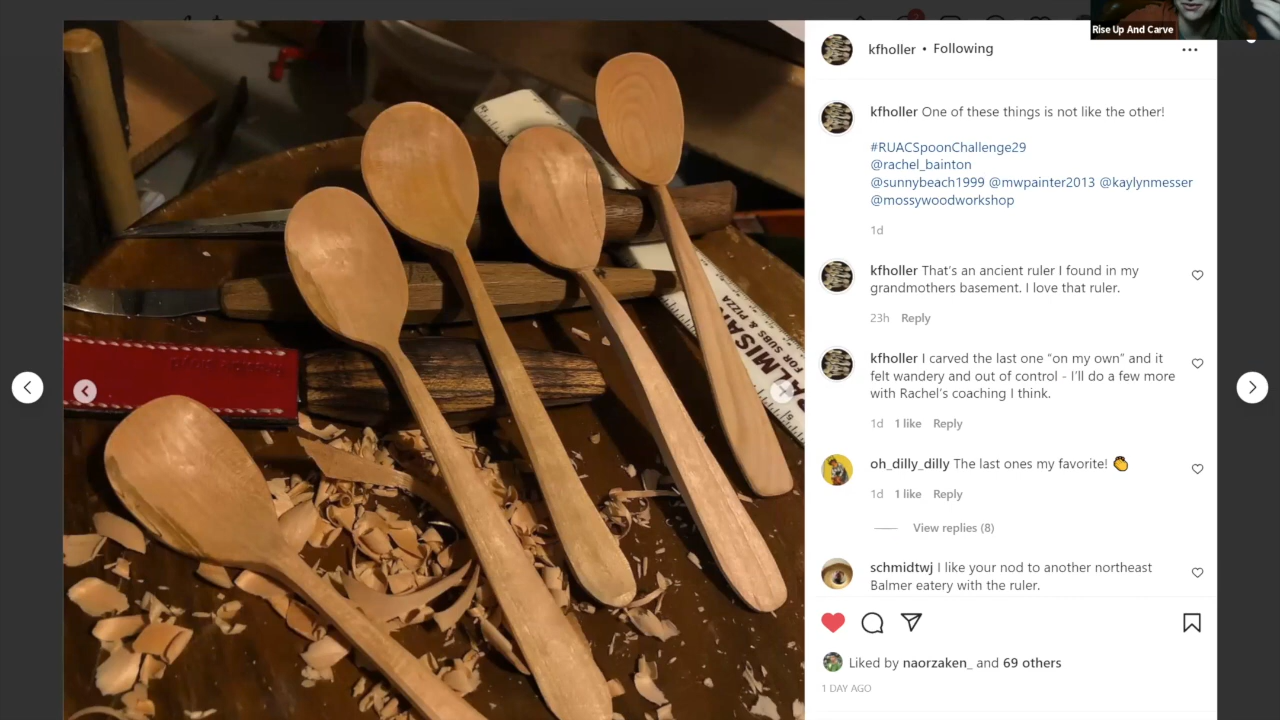 Rise Up And Carve
kfholler • Following
kfholler One of these things is not like the other!
#RUACSpoonChallenge29
@rachel_bainton
@sunnybeach1999 @mwpainter2013 @kaylynmesser
@mossywoodworkshop
1d
kfholler That's an ancient ruler I found in my
grandmothers basement. I love that ruler.
23h Reply
kfholler I carved the last one "on my own" and it
felt wandery and out of control - I'll do a few more
with Rachel's coaching I think.
1d 1 like Reply
oh_dilly_dilly The last ones my favorite! 👏
1d 1 like Reply
View replies (8)
schmidtwj I like your nod to another northeast
Balmer eatery with the ruler.
Liked by naorzaken_ and 69 others
1 DAY AGO
FOR SUBS & PIZZA